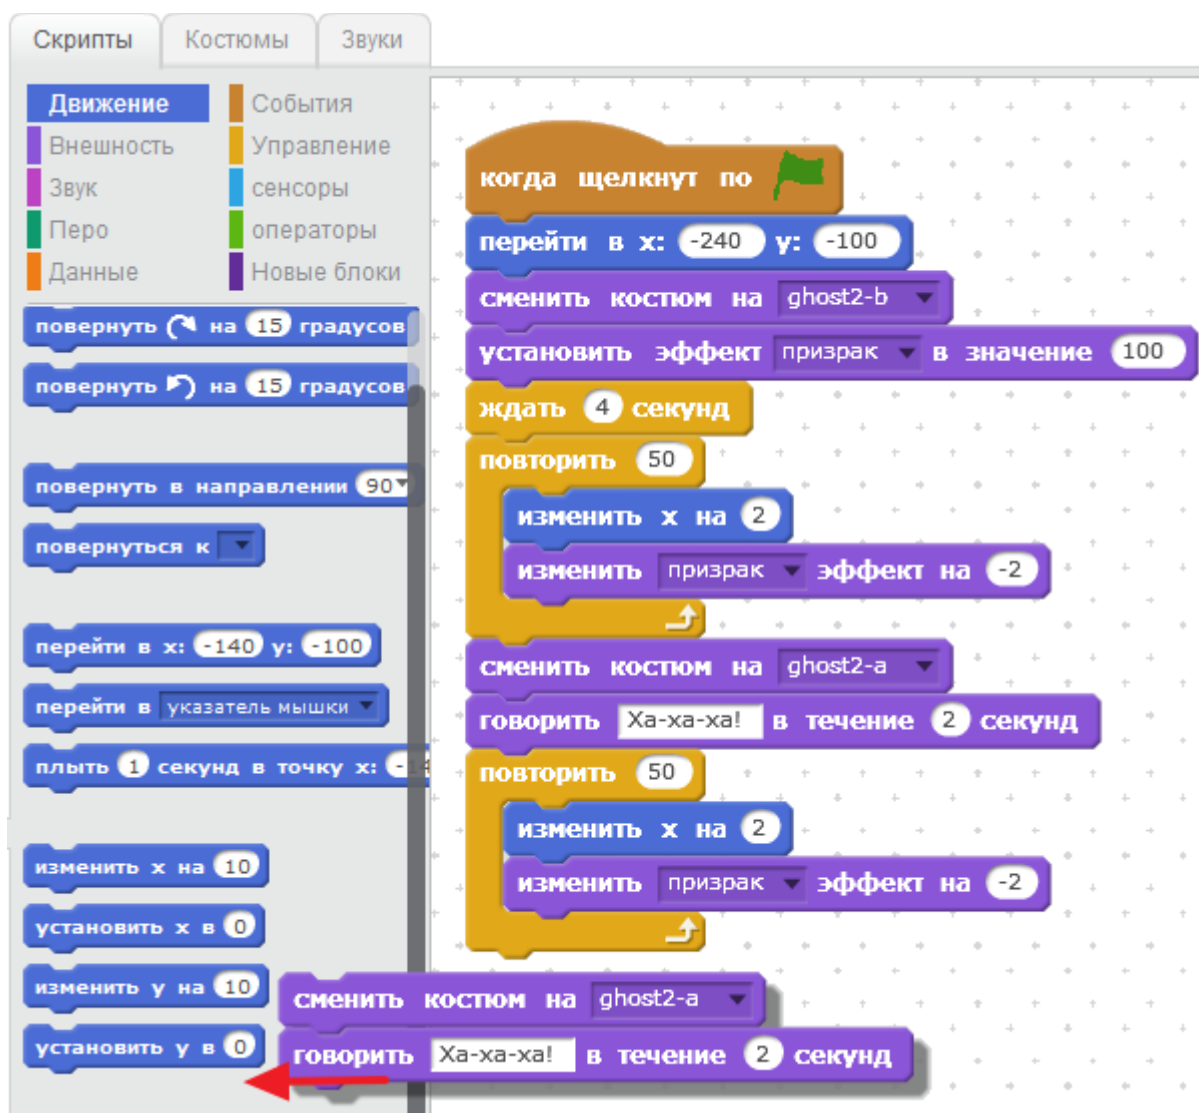 Скрипты Костюмы Звуки
Движение События
Внешность Управление
Звук сенсоры
Перо операторы
Данные Новые блоки
повернуть на 15 градусов
повернуть на 15 градусов
повернуть в направлении 90
повернуться к
перейти в x: -140 y: -100
перейти в указатель мышки
плыть 1 секунд в точку x:
изменить x на 10
установить x в 0
изменить y на 10
установить y в 0
когда щелкнут по
перейти в x: -240 y: -100
сменить костюм на ghost2-b
установить эффект призрак в значение 100
ждать 4 секунд
повторить 50
изменить x на 2
изменить призрак эффект на -2
сменить костюм на ghost2-a
говорить Ха-ха-ха! в течение 2 секунд
повторить 50
изменить x на 2
изменить призрак эффект на -2
сменить костюм на ghost2-a
говорить Ха-ха-ха! в течение 2 секунд